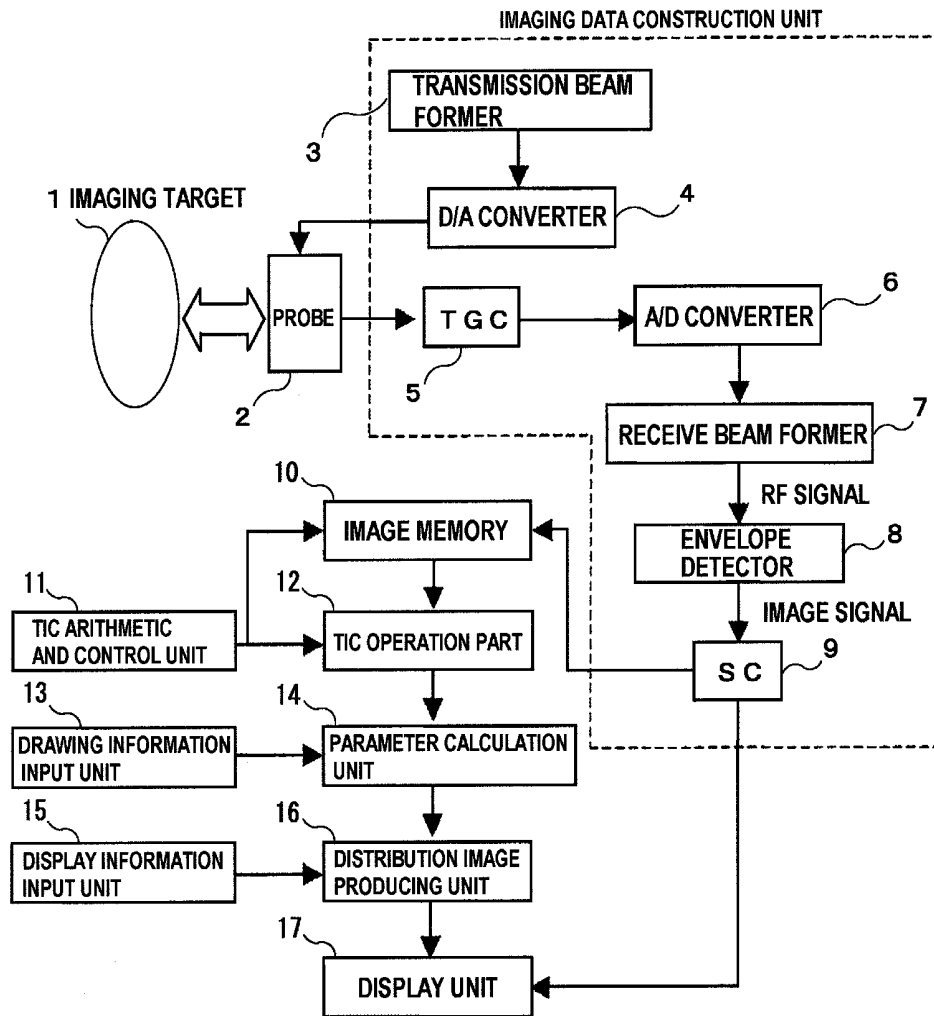 IMAGING DATA CONSTRUCTION UNIT
TRANSMISSION BEAM
FORMER
3
D/A CONVERTER
4
1 IMAGING TARGET
PROBE
2
T G C
5
A/D CONVERTER
6
RECEIVE BEAM FORMER
7
RF SIGNAL
ENVELOPE
DETECTOR
8
IMAGE SIGNAL
S C
9
10
IMAGE MEMORY
11
TIC ARITHMETIC
AND CONTROL UNIT
12
TIC OPERATION PART
13
DRAWING INFORMATION
INPUT UNIT
14
PARAMETER CALCULATION
UNIT
15
DISPLAY INFORMATION
INPUT UNIT
16
DISTRIBUTION IMAGE
PRODUCING UNIT
17
DISPLAY UNIT